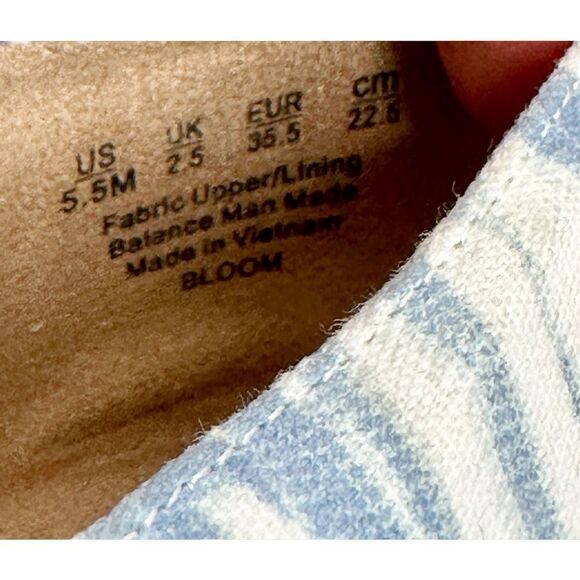 US UK EUR cm
5.5M 2.5 35.5 22.5
Fabric Upper/Lining
Balance Man Made
Made in Vietnam
BLOOM